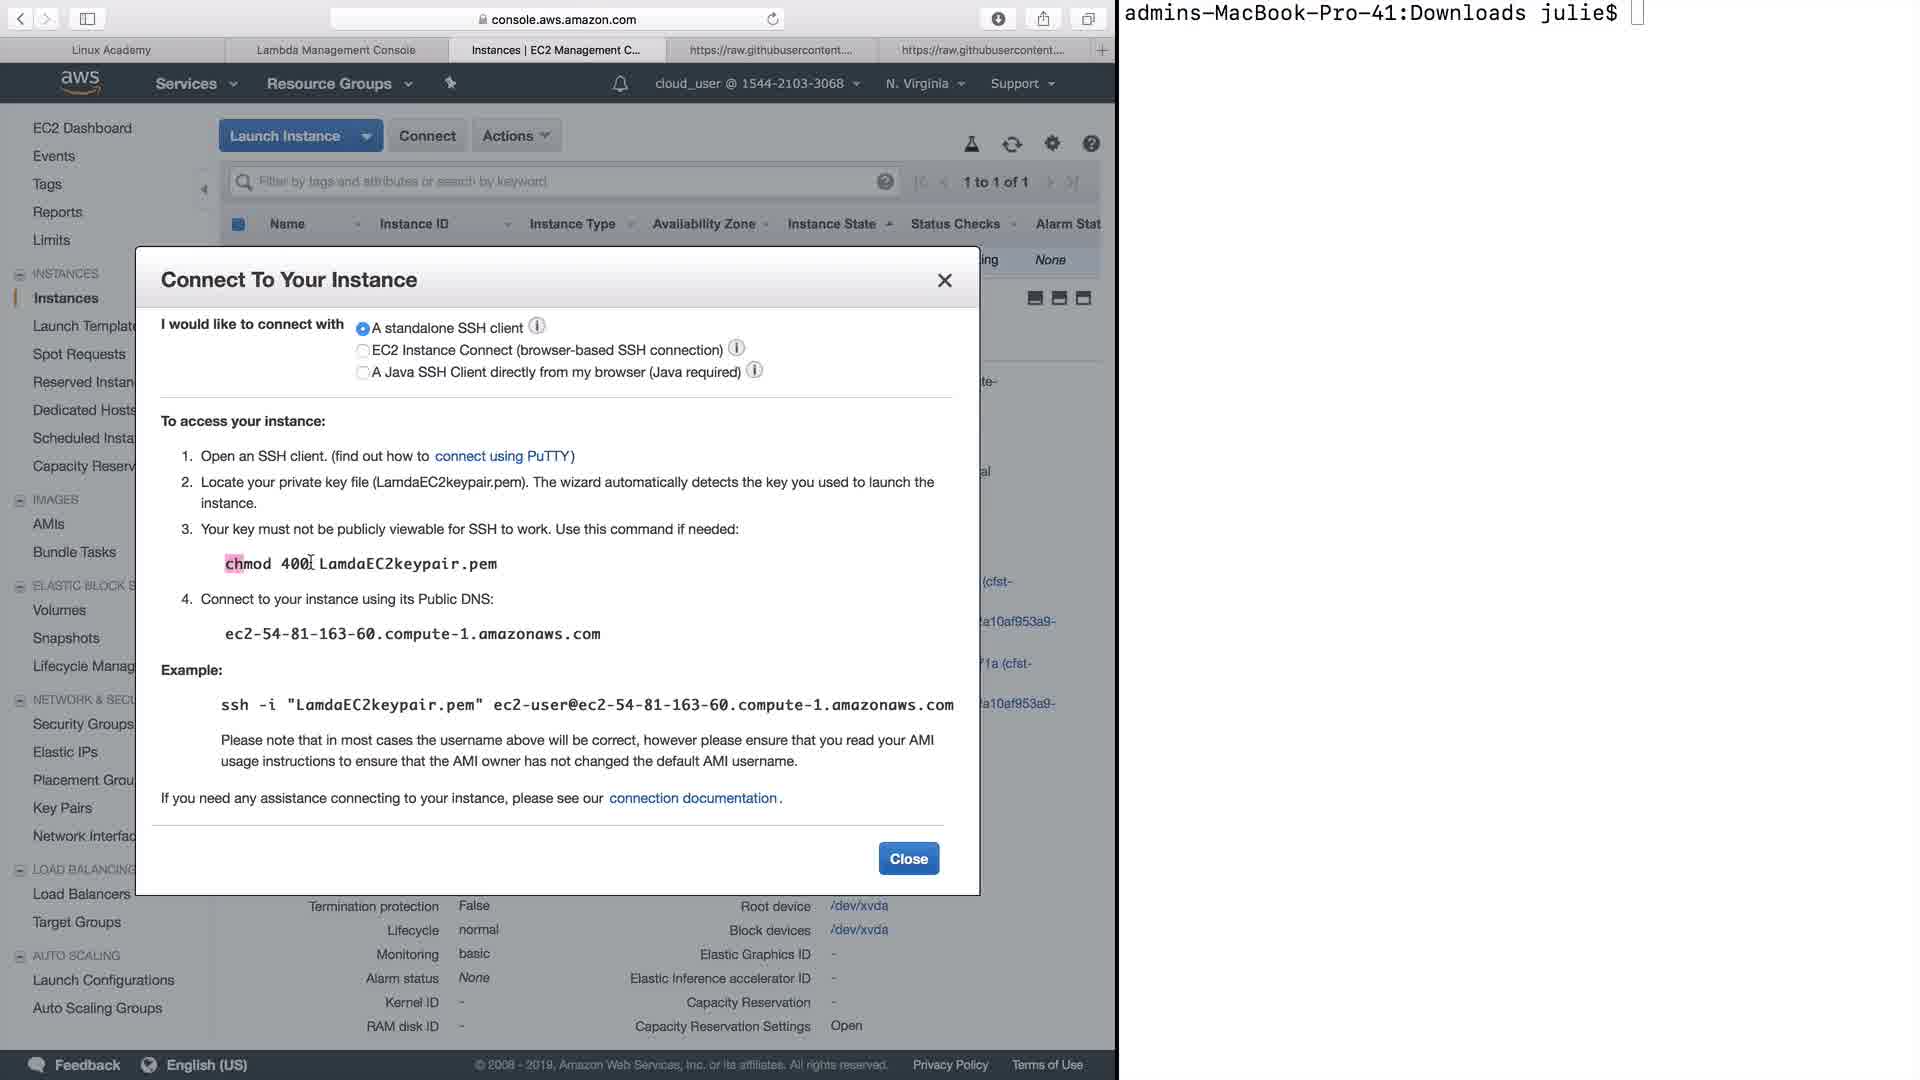 console.aws.amazon.com
admins-MacBook-Pro-41:Downloads julie$
Linux Academy
Lambda Management Console
Instances | EC2 Management C...
https://raw.githubusercontent....
https://raw.githubusercontent....
aws
Services
Resource Groups
cloud_user @ 1544-2103-3068
N. Virginia
Support
EC2 Dashboard
Events
Tags
Reports
Limits
INSTANCES
Instances
Launch Templat
Spot Requests
Reserved Instan
Dedicated Hosts
Scheduled Insta
Capacity Reserv
IMAGES
AMIs
Bundle Tasks
ELASTIC BLOCK S
Volumes
Snapshots
Lifecycle Manag
NETWORK & SECU
Security Groups
Elastic IPs
Placement Grou
Key Pairs
Network Interfac
LOAD BALANCING
Load Balancers
Target Groups
AUTO SCALING
Launch Configurations
Auto Scaling Groups
Launch Instance
Connect
Actions
Filter by tags and attributes or search by keyword
1 to 1 of 1
Name Instance ID Instance Type Availability Zone Instance State Status Checks Alarm Stat
ing None
Connect To Your Instance
I would like to connect with
A standalone SSH client
EC2 Instance Connect (browser-based SSH connection)
A Java SSH Client directly from my browser (Java required)
To access your instance:
1. Open an SSH client. (find out how to connect using PuTTY)
2. Locate your private key file (LamdaEC2keypair.pem). The wizard automatically detects the key you used to launch the
instance.
3. Your key must not be publicly viewable for SSH to work. Use this command if needed:
chmod 400 LamdaEC2keypair.pem
4. Connect to your instance using its Public DNS:
ec2-54-81-163-60.compute-1.amazonaws.com
Example:
ssh -i "LamdaEC2keypair.pem" ec2-user@ec2-54-81-163-60.compute-1.amazonaws.com
Please note that in most cases the username above will be correct, however please ensure that you read your AMI
usage instructions to ensure that the AMI owner has not changed the default AMI username.
If you need any assistance connecting to your instance, please see our connection documentation.
Close
te-
al
(cfst-
a10af953a9-
71a (cfst-
a10af953a9-
Termination protection False Root device /dev/xvda
Lifecycle normal Block devices /dev/xvda
Monitoring basic Elastic Graphics ID -
Alarm status None Elastic Inference accelerator ID -
Kernel ID - Capacity Reservation -
RAM disk ID - Capacity Reservation Settings Open
Feedback
English (US)
© 2008 - 2019, Amazon Web Services, Inc. or its affiliates. All rights reserved.
Privacy Policy
Terms of Use